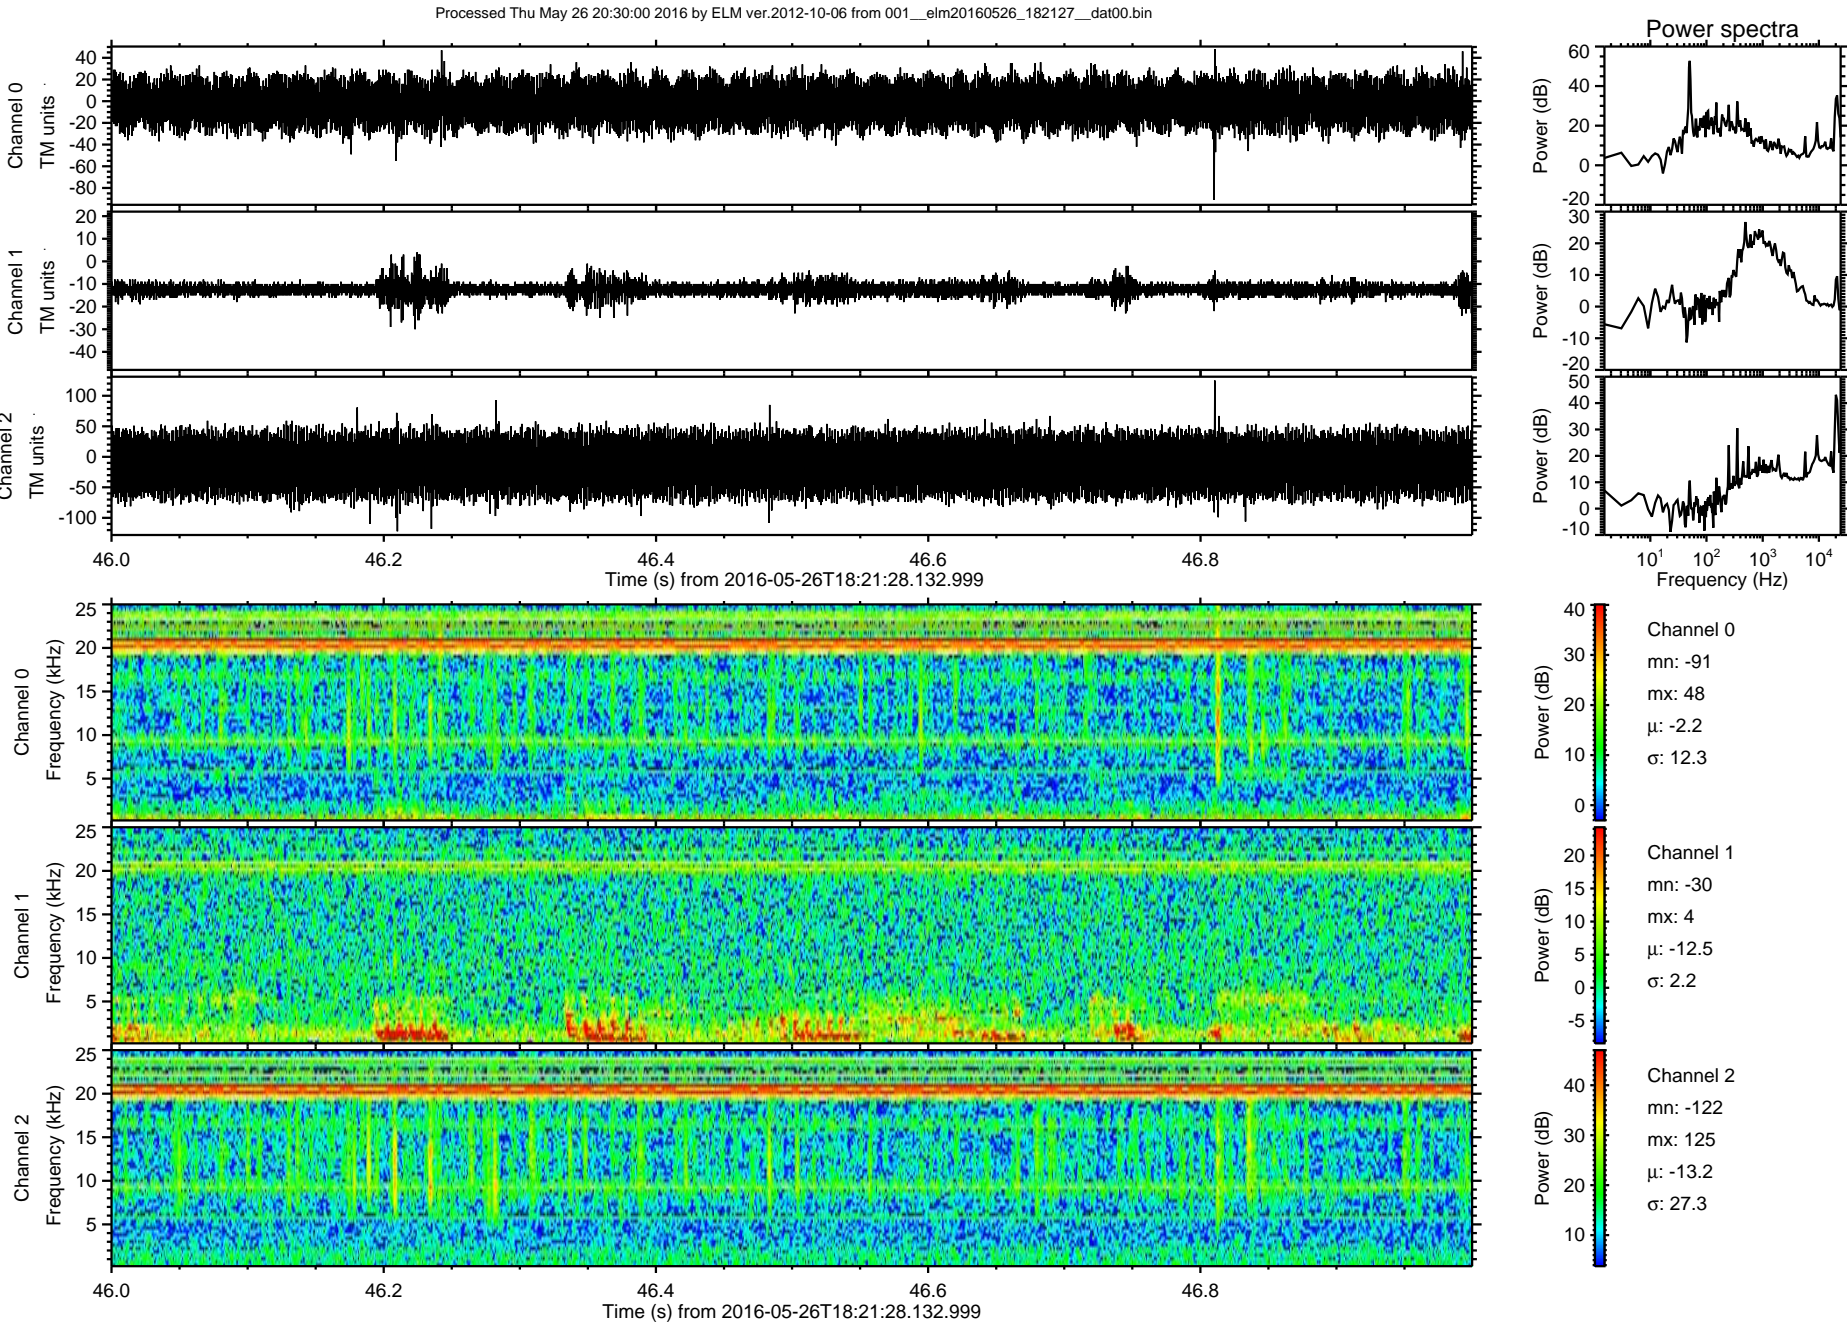 Processed Thu May 26 20:30:00 2016 by ELM ver.2012-10-06 from 001__elm20160526_182127__dat00.bin
Power spectra
Channel 0
TM units
40
20
0
-20
-40
-60
-80
Power (dB)
60
40
20
0
-20
Channel 1
TM units
20
10
0
-10
-20
-30
-40
Power (dB)
30
20
10
0
-10
-20
Channel 2
TM units
100
50
0
-50
-100
Power (dB)
50
40
30
20
10
0
-10
46.0 46.2 46.4 46.6 46.8
Time (s) from 2016-05-26T18:21:28.132.999
10¹ 10² 10³ 10⁴
Frequency (Hz)
Channel 0
Frequency (kHz)
25
20
15
10
5
Power (dB)
40
30
20
10
0
Channel 0
mn: -91
mx: 48
μ: -2.2
σ: 12.3
Channel 1
Frequency (kHz)
25
20
15
10
5
Power (dB)
20
15
10
5
0
-5
Channel 1
mn: -30
mx: 4
μ: -12.5
σ: 2.2
Channel 2
Frequency (kHz)
25
20
15
10
5
Power (dB)
40
30
20
10
Channel 2
mn: -122
mx: 125
μ: -13.2
σ: 27.3
46.0 46.2 46.4 46.6 46.8
Time (s) from 2016-05-26T18:21:28.132.999